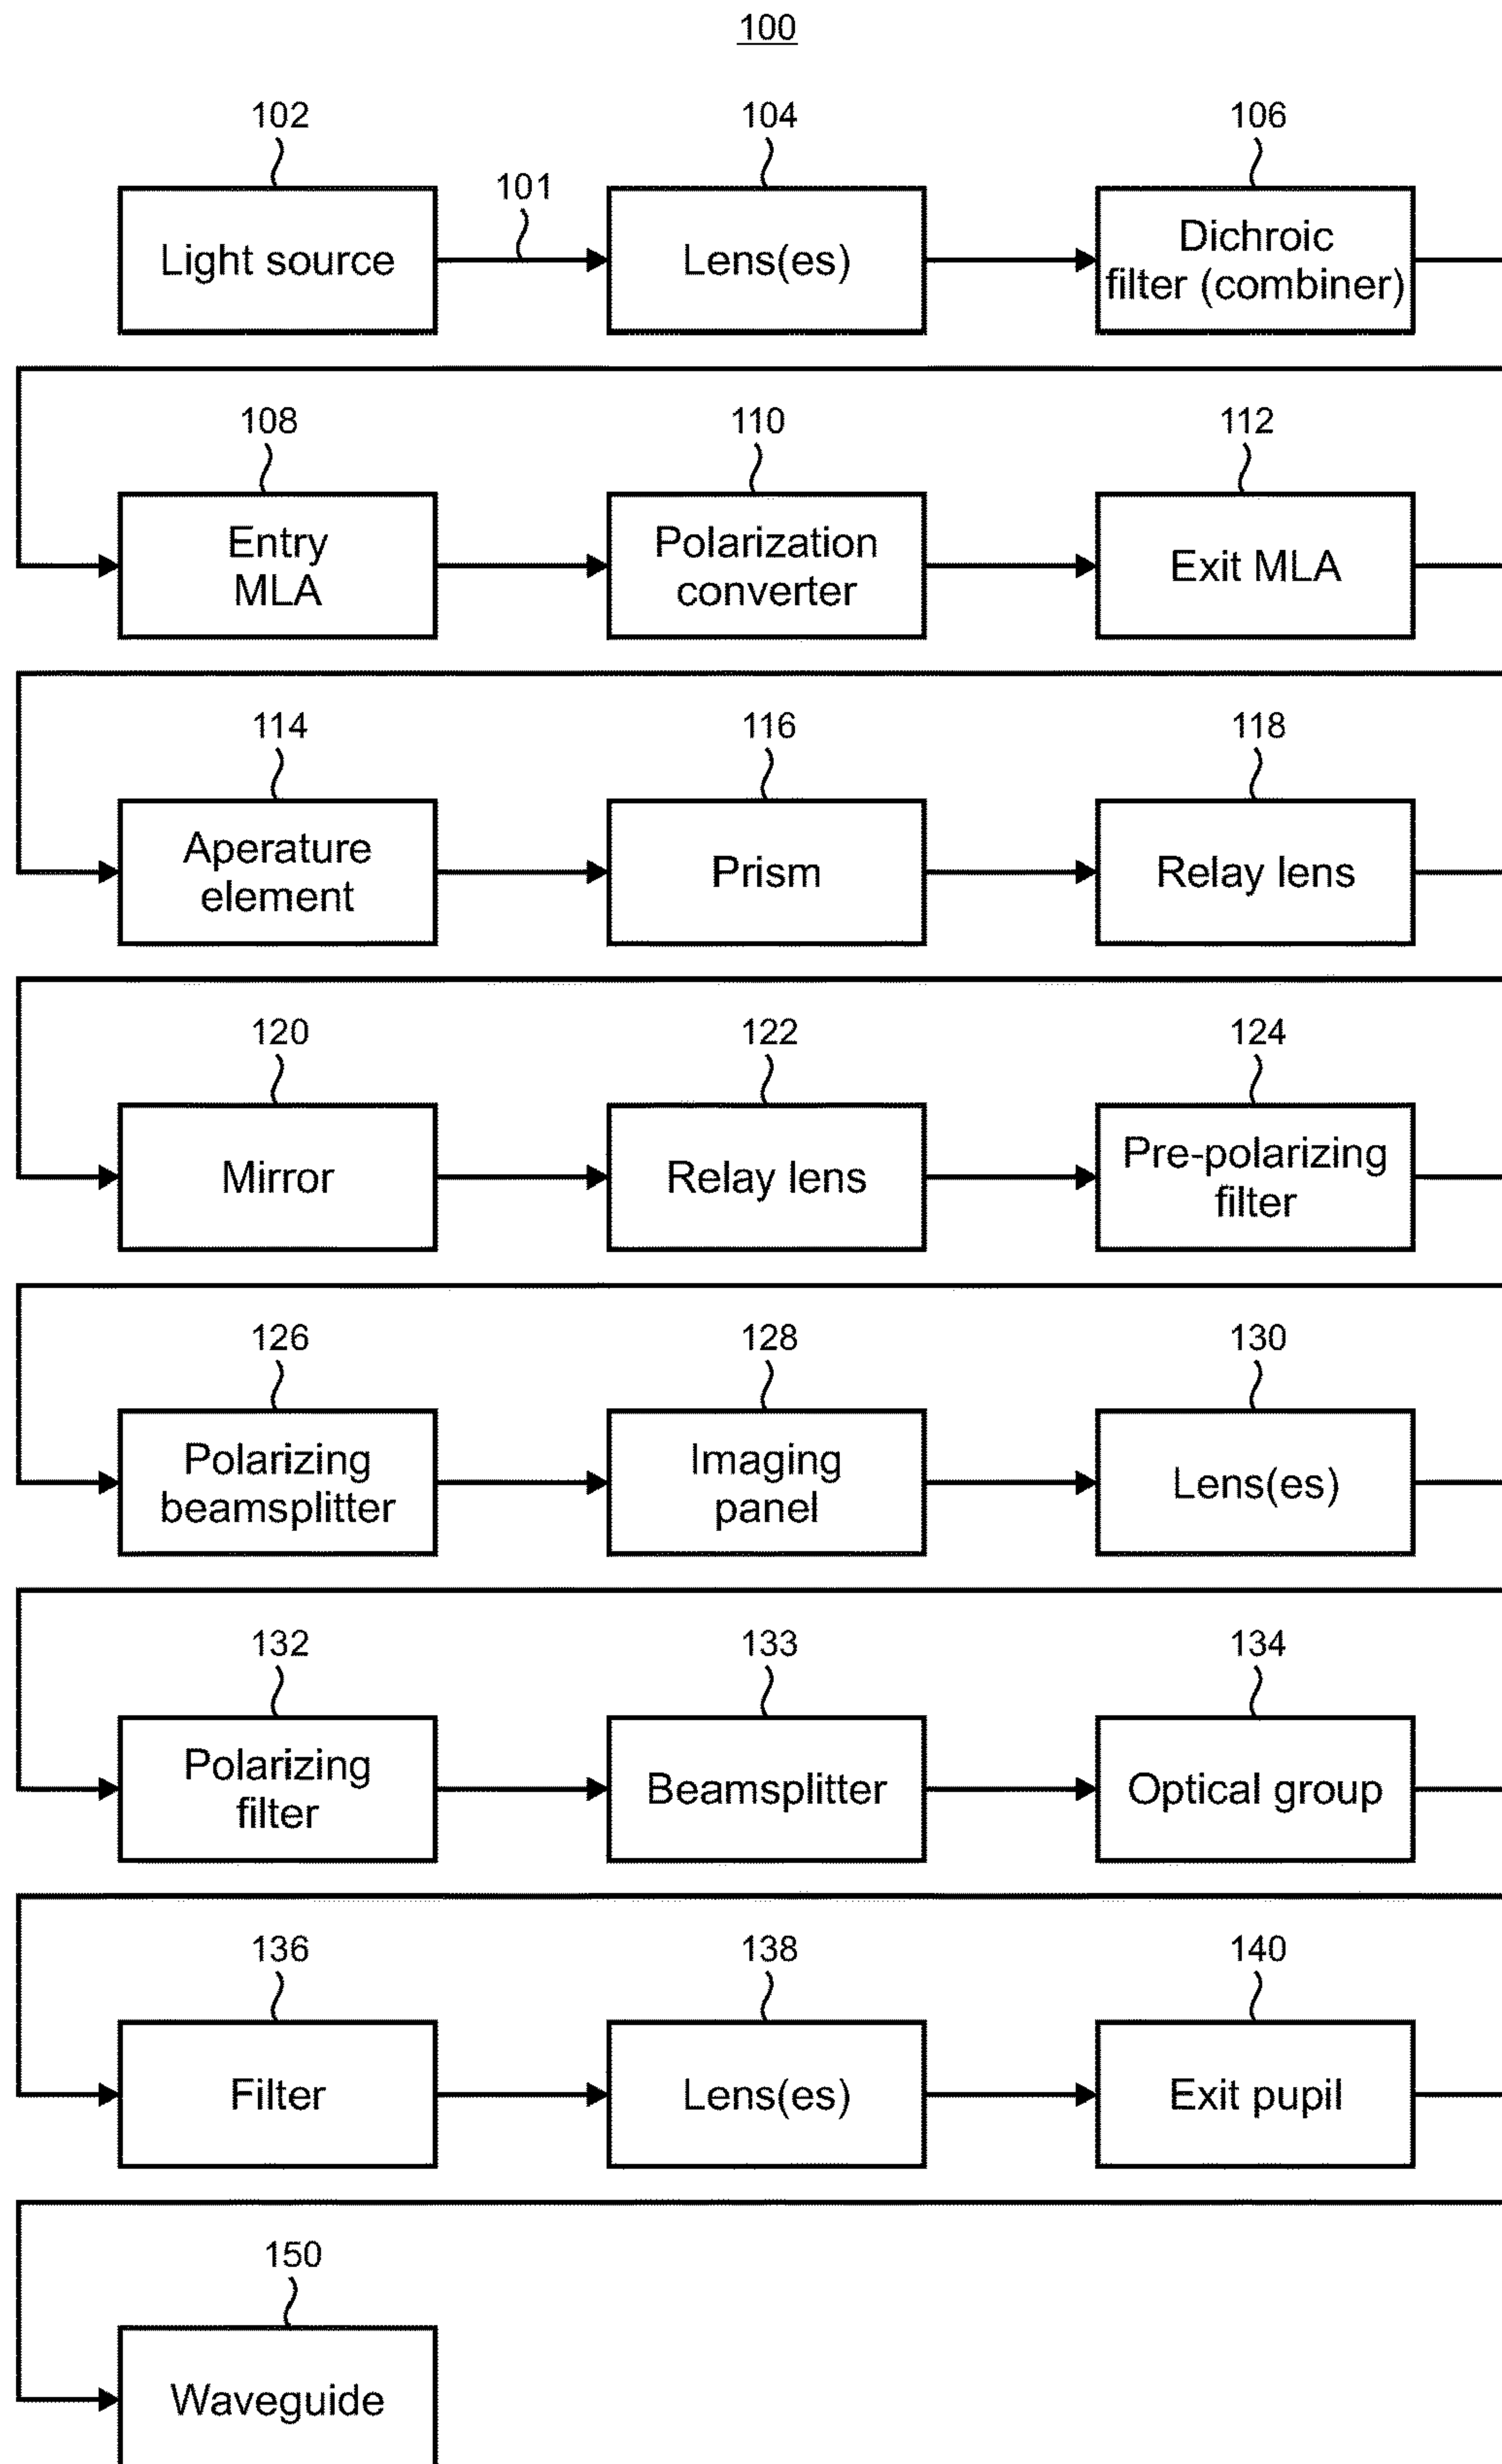 100
102
104
106
101
Light source
Lens(es)
Dichroic
filter (combiner)
108
110
112
Entry
MLA
Polarization
converter
Exit MLA
114
116
118
Aperature
element
Prism
Relay lens
120
122
124
Mirror
Relay lens
Pre-polarizing
filter
126
128
130
Polarizing
beamsplitter
Imaging
panel
Lens(es)
132
133
134
Polarizing
filter
Beamsplitter
Optical group
136
138
140
Filter
Lens(es)
Exit pupil
150
Waveguide